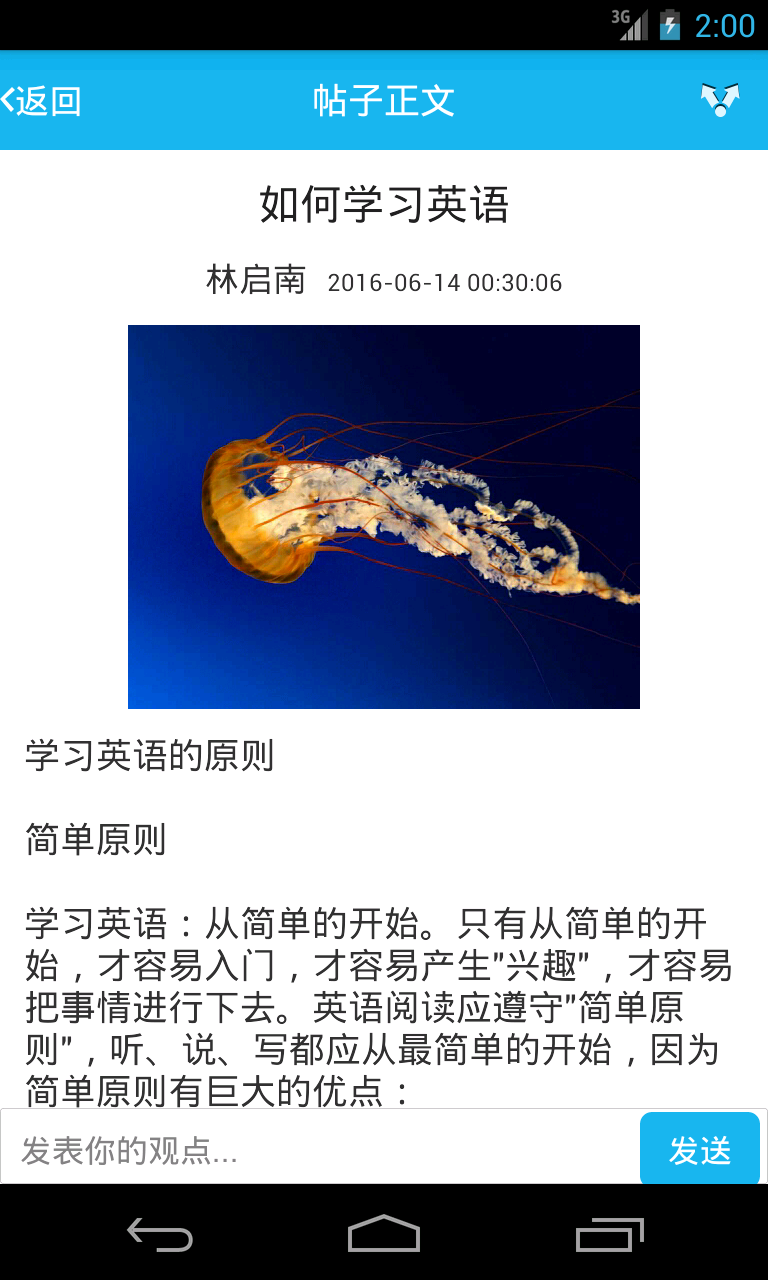 3G 2:00
返回 帖子正文
如何学习英语
林启南 2016-06-14 00:30:06
学习英语的原则
简单原则
学习英语：从简单的开始。只有从简单的开
始，才容易入门，才容易产生"兴趣"，才容易
把事情进行下去。英语阅读应遵守"简单原
则"，听、说、写都应从最简单的开始，因为
简单原则有巨大的优点：
发表你的观点... 发送